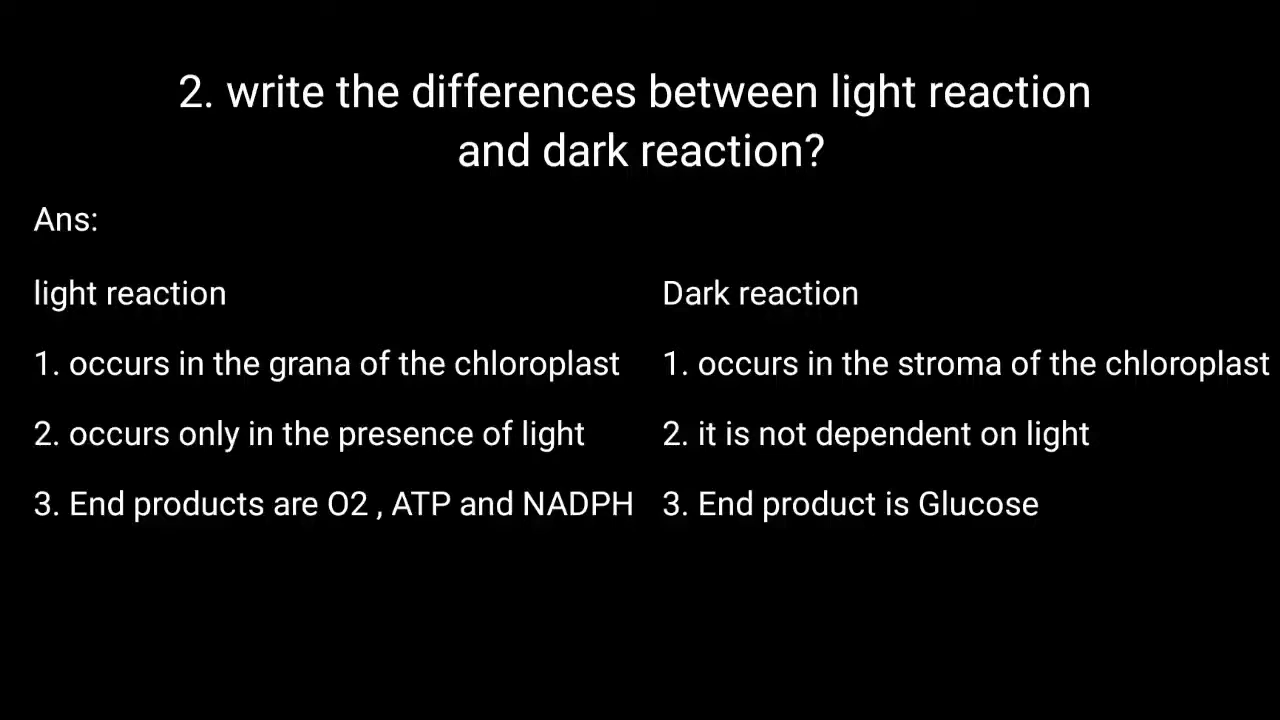 2. write the differences between light reaction
and dark reaction?
Ans:
light reaction
1. occurs in the grana of the chloroplast
2. occurs only in the presence of light
3. End products are O2 , ATP and NADPH
Dark reaction
1. occurs in the stroma of the chloroplast
2. it is not dependent on light
3. End product is Glucose